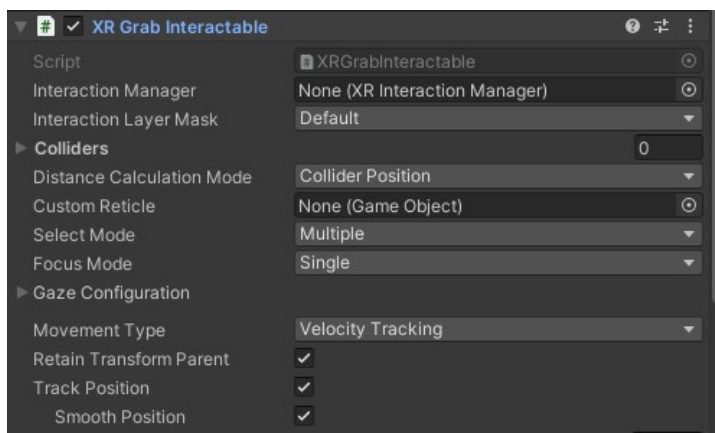 XR Grab Interactable
Script XRGrabInteractable
Interaction Manager None (XR Interaction Manager)
Interaction Layer Mask Default
Colliders 0
Distance Calculation Mode Collider Position
Custom Reticle None (Game Object)
Select Mode Multiple
Focus Mode Single
Gaze Configuration
Movement Type Velocity Tracking
Retain Transform Parent
Track Position
Smooth Position